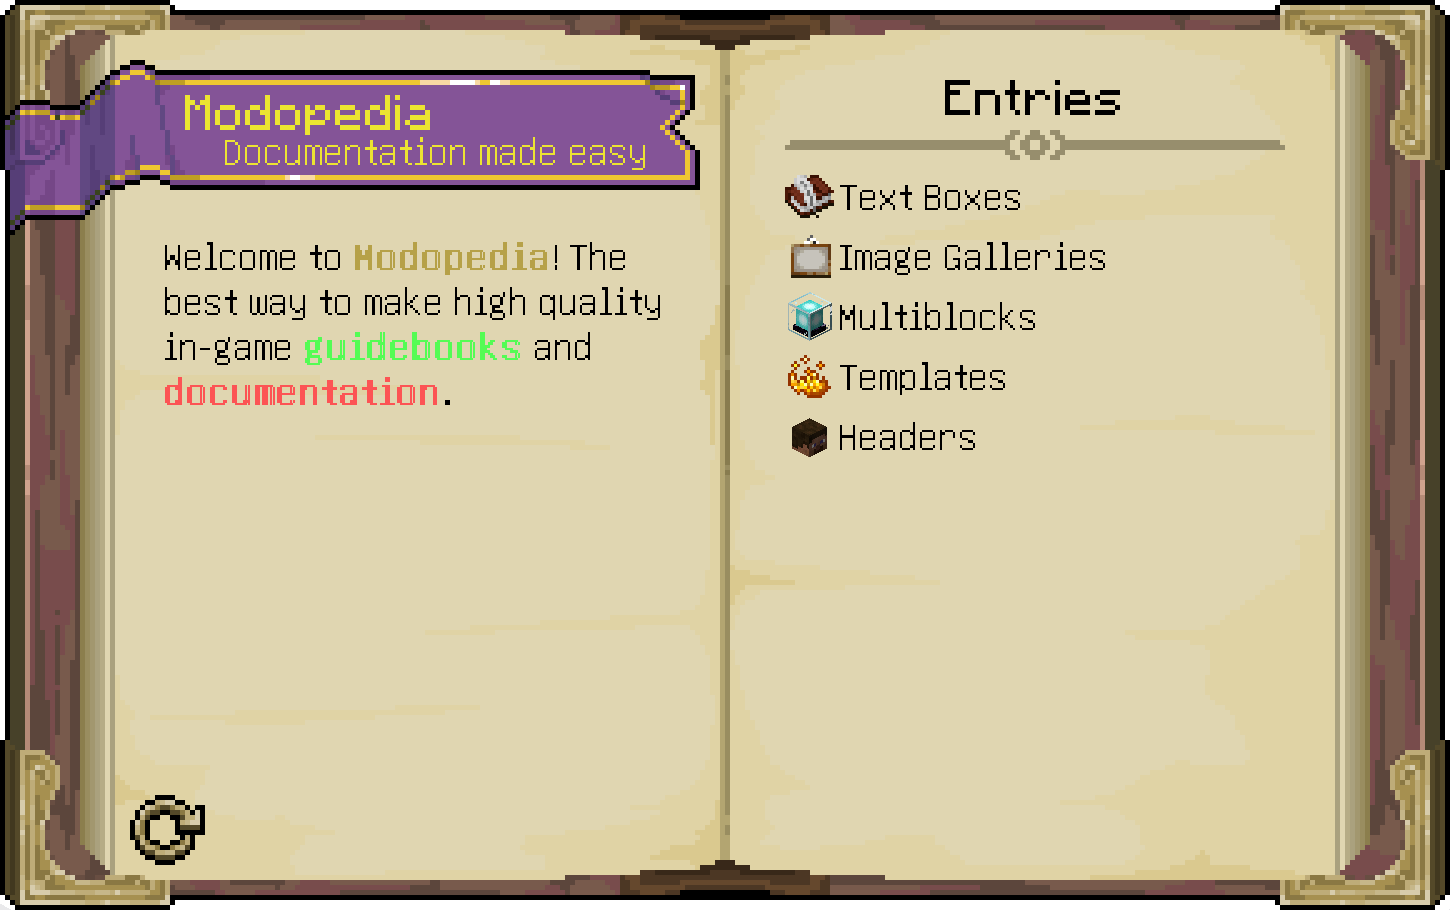 Modopedia
Documentation made easy
Welcome to Modopedia! The
best way to make high quality
in-game guidebooks and
documentation.
Entries
Text Boxes
Image Galleries
Multiblocks
Templates
Headers